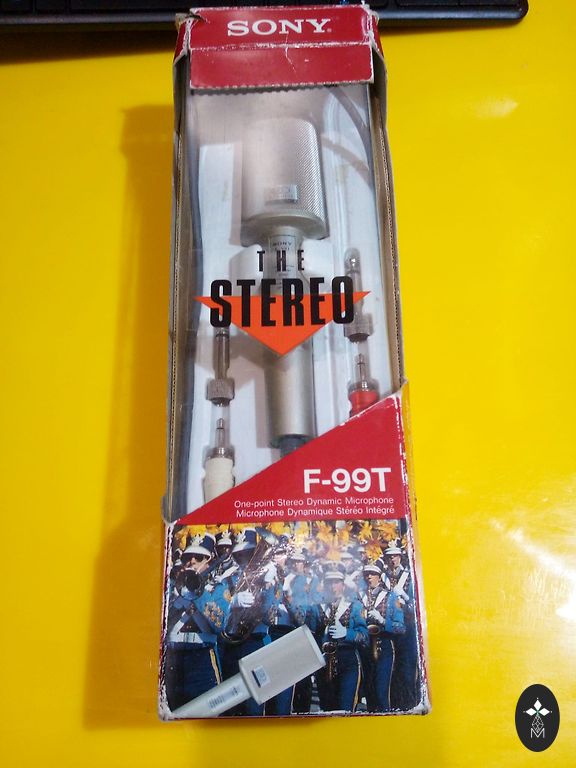 SONY
SONY
THE
STEREO
F-99T
One-point Stereo Dynamic Microphone
Microphone Dynamique Stéréo Intégré
M